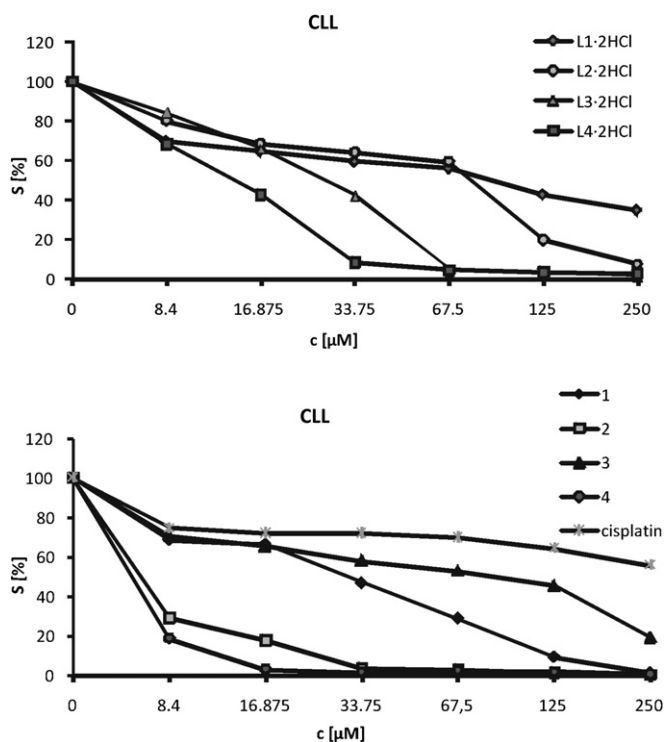 CLL
L1·2HCl
L2·2HCl
L3·2HCl
L4·2HCl
120
100
80
60
40
20
0
S [%]
0 8.4 16.875 33.75 67.5 125 250
c [µM]
CLL
1
2
3
4
cisplatin
120
100
80
60
40
20
0
S [%]
0 8.4 16.875 33.75 67,5 125 250
c [µM]